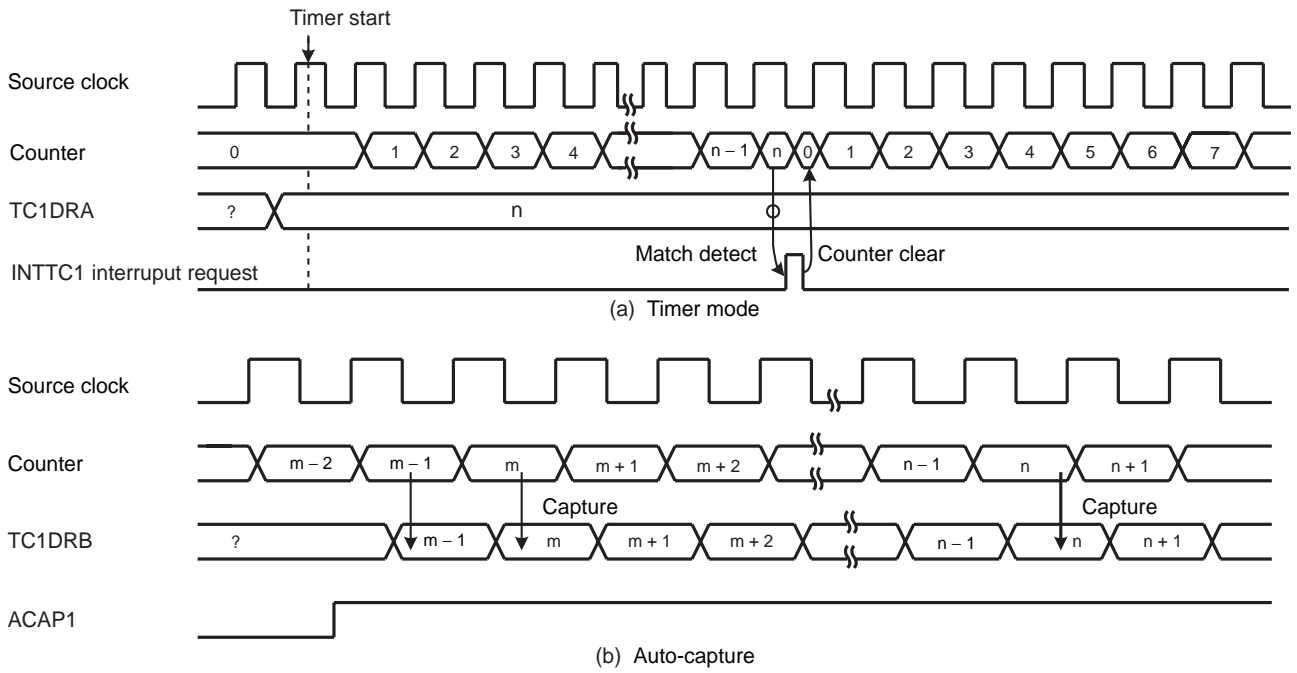 Timer start
Source clock
Counter
0 1 2 3 4 n – 1 n 0 1 2 3 4 5 6 7
TC1DRA
? n
Match detect Counter clear
INTTC1 interruput request
(a) Timer mode
Source clock
Counter
m – 2 m – 1 m m + 1 m + 2 n – 1 n n + 1
Capture Capture
TC1DRB
? m – 1 m m + 1 m + 2 n – 1 n n + 1
ACAP1
(b) Auto-capture